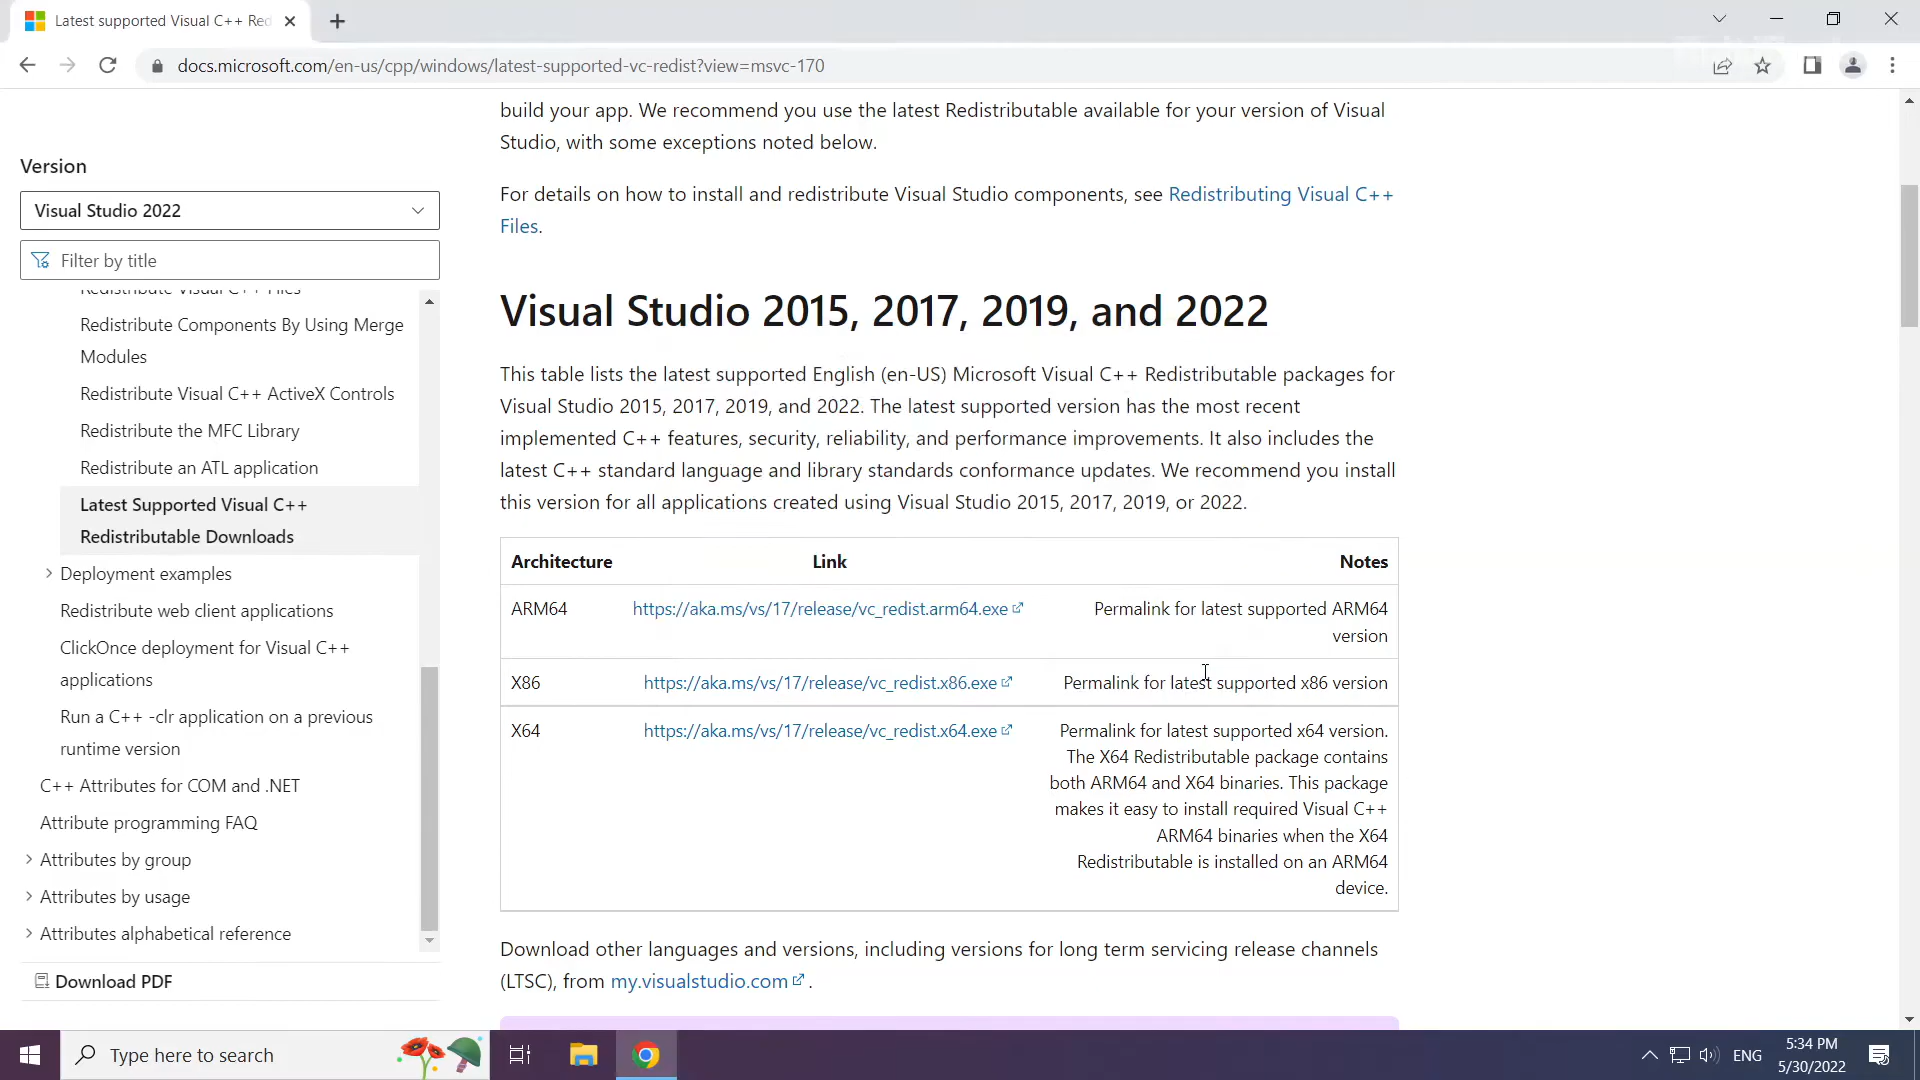 Latest supported Visual C++ Red
docs.microsoft.com/en-us/cpp/windows/latest-supported-vc-redist?view=msvc-170
Version
Visual Studio 2022
Filter by title
Redistribute Visual C++ Files
Redistribute Components By Using Merge
Modules
Redistribute Visual C++ ActiveX Controls
Redistribute the MFC Library
Redistribute an ATL application
Latest Supported Visual C++
Redistributable Downloads
Deployment examples
Redistribute web client applications
ClickOnce deployment for Visual C++
applications
Run a C++ -clr application on a previous
runtime version
C++ Attributes for COM and .NET
Attribute programming FAQ
Attributes by group
Attributes by usage
Attributes alphabetical reference
Download PDF
build your app. We recommend you use the latest Redistributable available for your version of Visual
Studio, with some exceptions noted below.
For details on how to install and redistribute Visual Studio components, see Redistributing Visual C++
Files.
Visual Studio 2015, 2017, 2019, and 2022
This table lists the latest supported English (en-US) Microsoft Visual C++ Redistributable packages for
Visual Studio 2015, 2017, 2019, and 2022. The latest supported version has the most recent
implemented C++ features, security, reliability, and performance improvements. It also includes the
latest C++ standard language and library standards conformance updates. We recommend you install
this version for all applications created using Visual Studio 2015, 2017, 2019, or 2022.
Architecture Link Notes
ARM64 https://aka.ms/vs/17/release/vc_redist.arm64.exe Permalink for latest supported ARM64
version
X86 https://aka.ms/vs/17/release/vc_redist.x86.exe Permalink for latest supported x86 version
X64 https://aka.ms/vs/17/release/vc_redist.x64.exe Permalink for latest supported x64 version.
The X64 Redistributable package contains
both ARM64 and X64 binaries. This package
makes it easy to install required Visual C++
ARM64 binaries when the X64
Redistributable is installed on an ARM64
device.
Download other languages and versions, including versions for long term servicing release channels
(LTSC), from my.visualstudio.com .
Type here to search
ENG
5:34 PM
5/30/2022